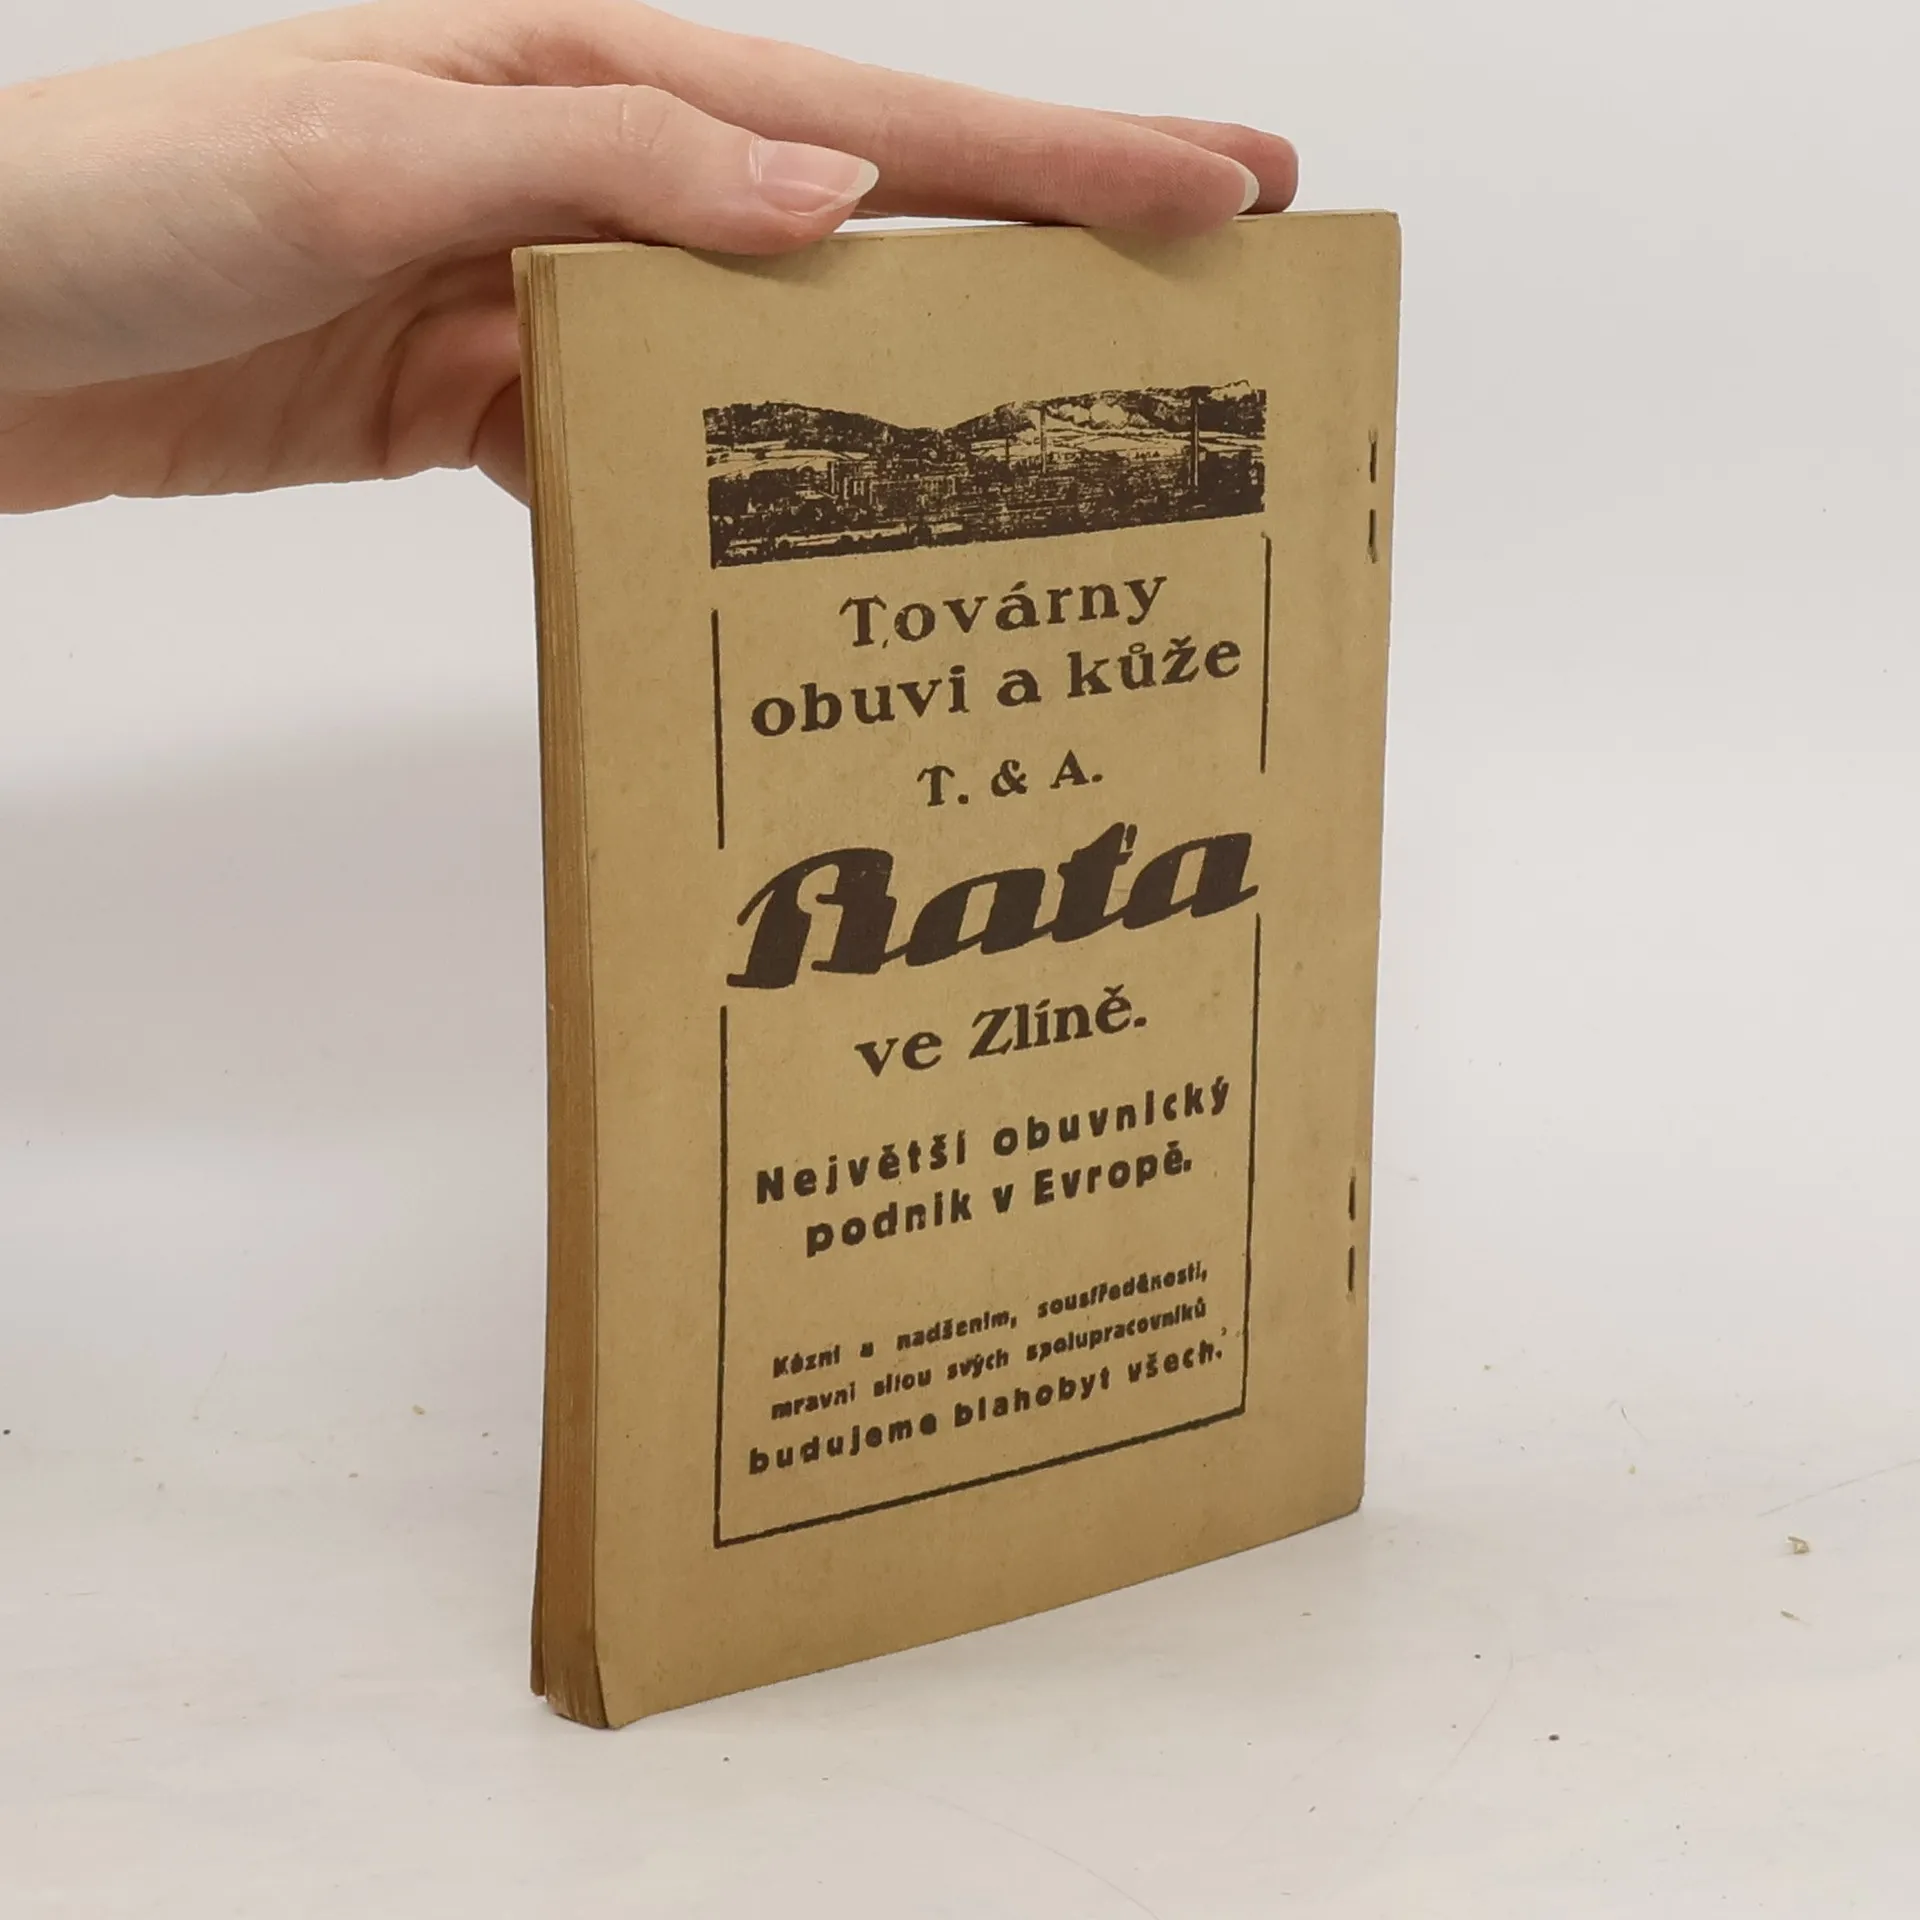 Továrny
obuvi a kůže
T. & A.
Baťa
ve Zlíně.
Největší obuvnický
podnik v Evropě.
Kázní a nadšením, soustředěností,
mravní silou svých spolupracovníků
budujeme blahobyt všech.